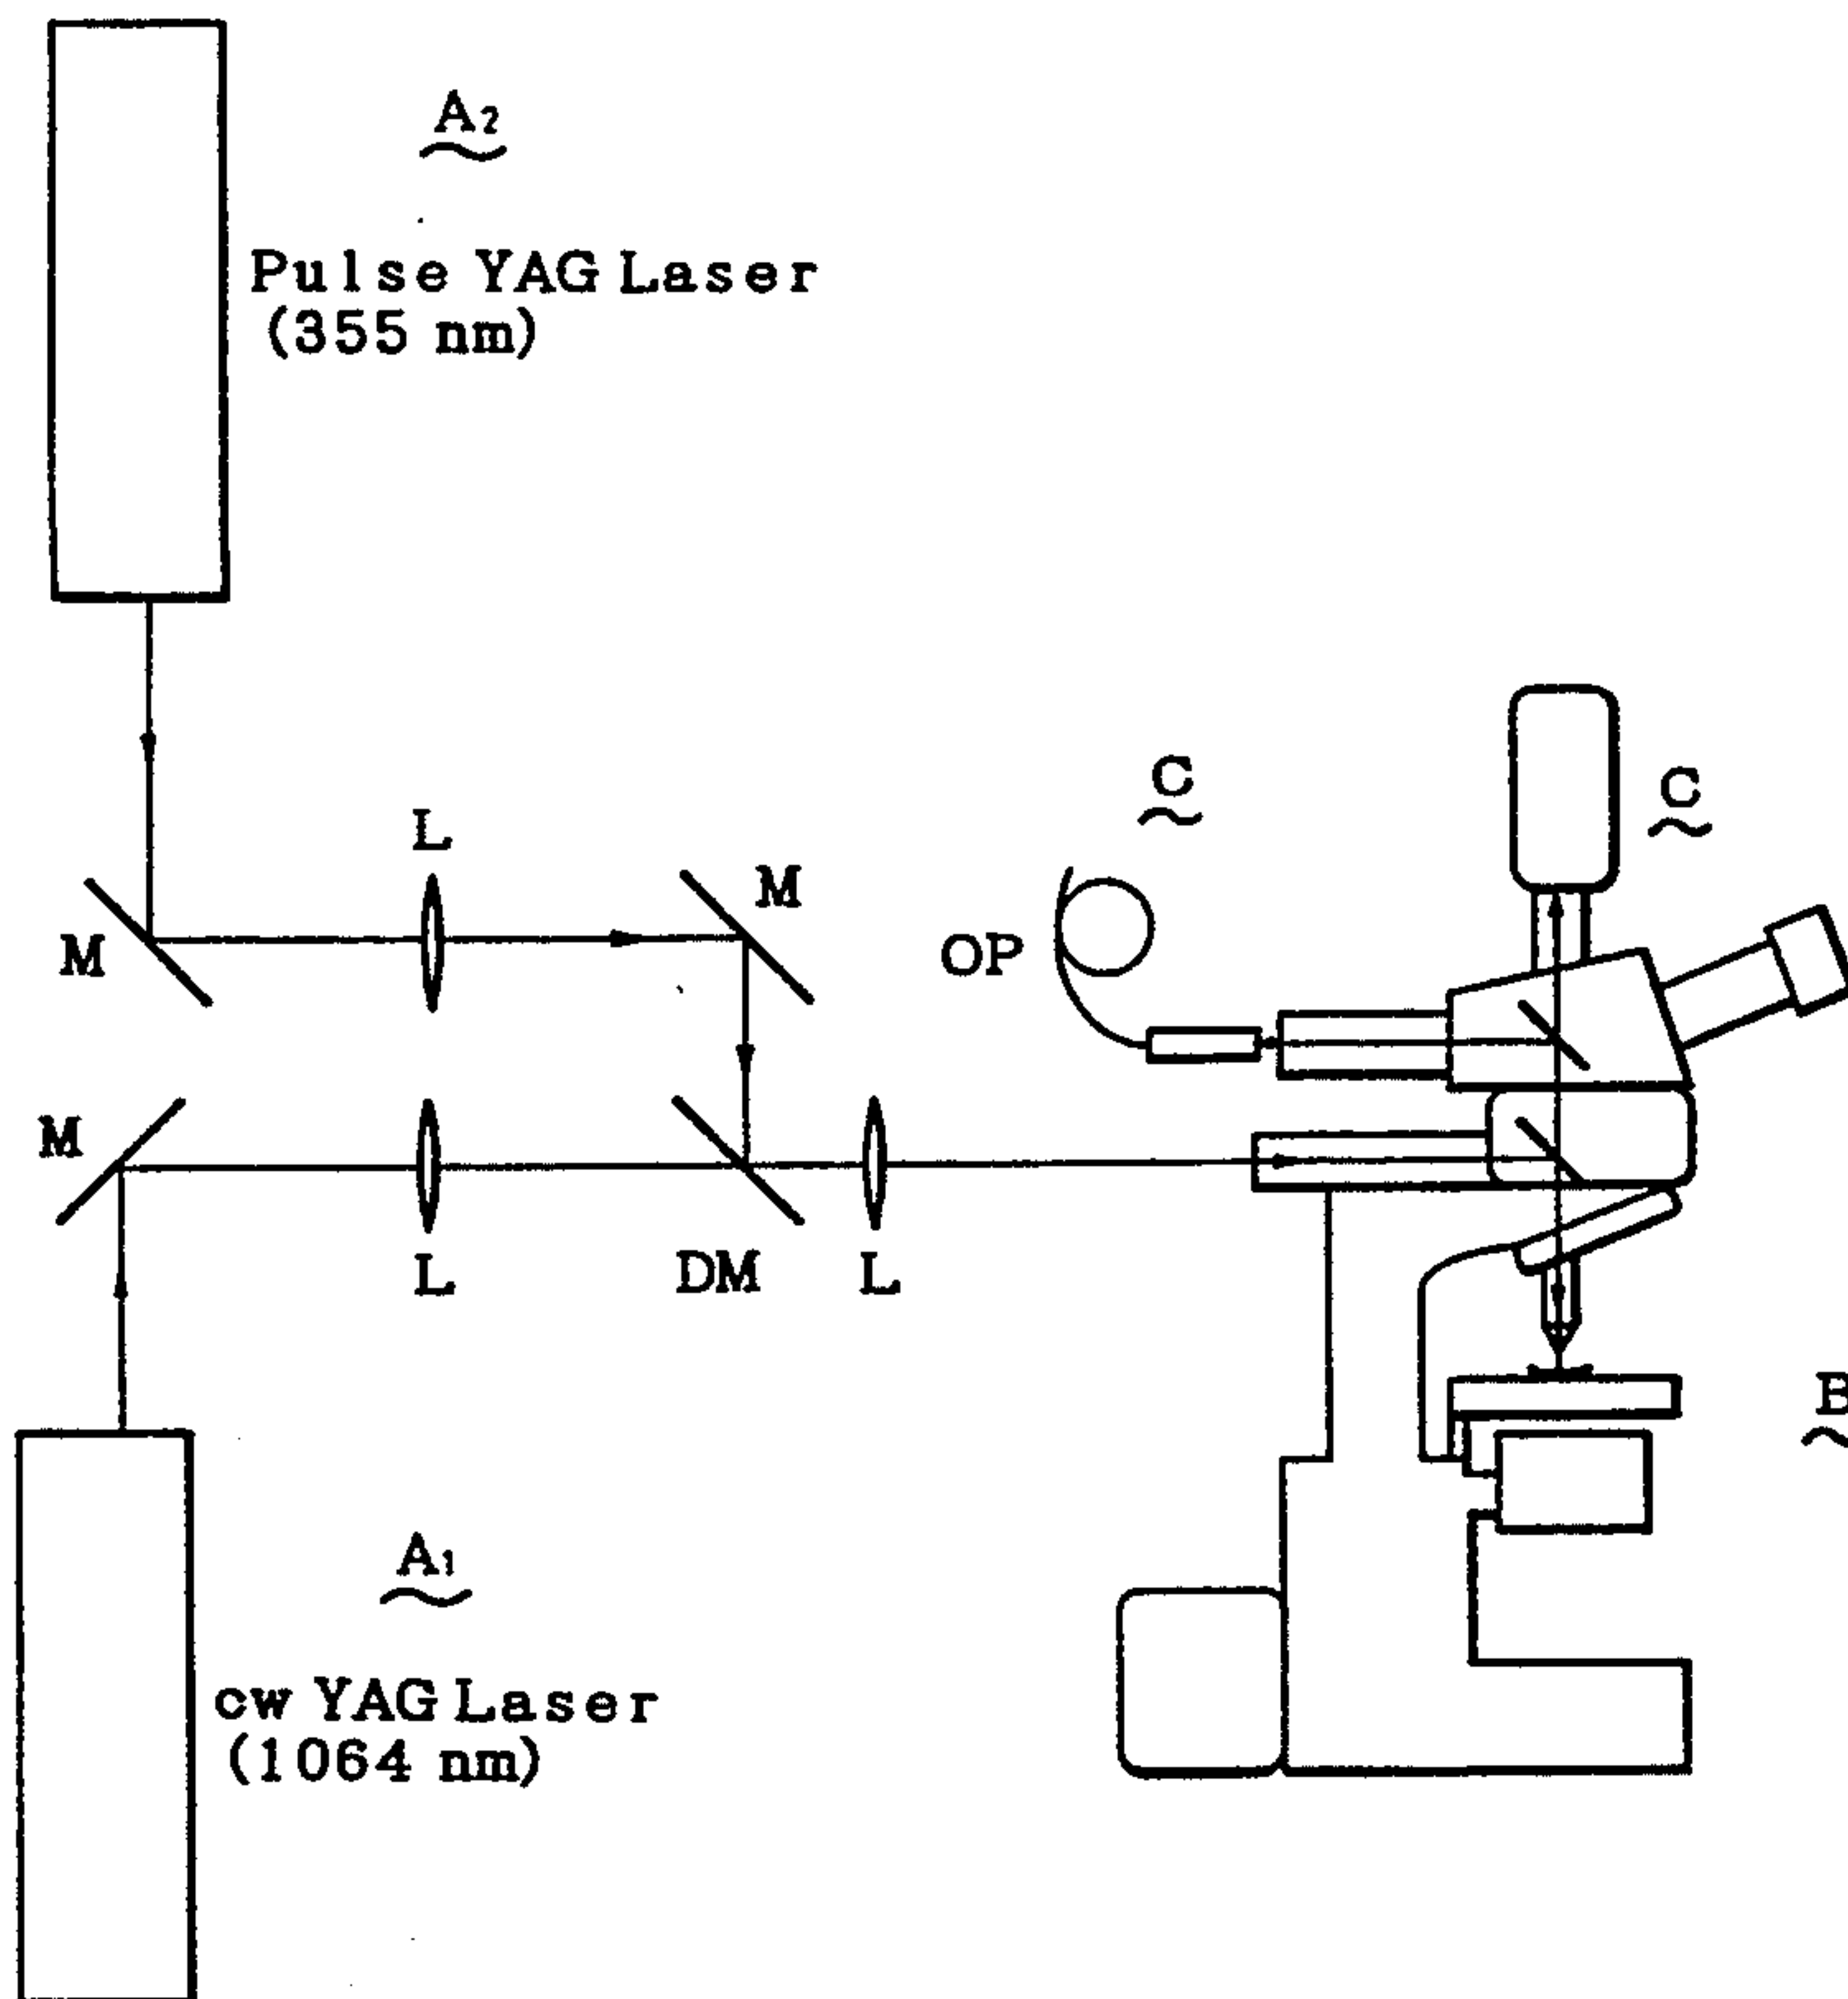 A2
Pulse YAG Laser
(355 nm)
C
C
L
M
M
OP
M
L
DM
L
B
A1
cw YAG Laser
(1064 nm)